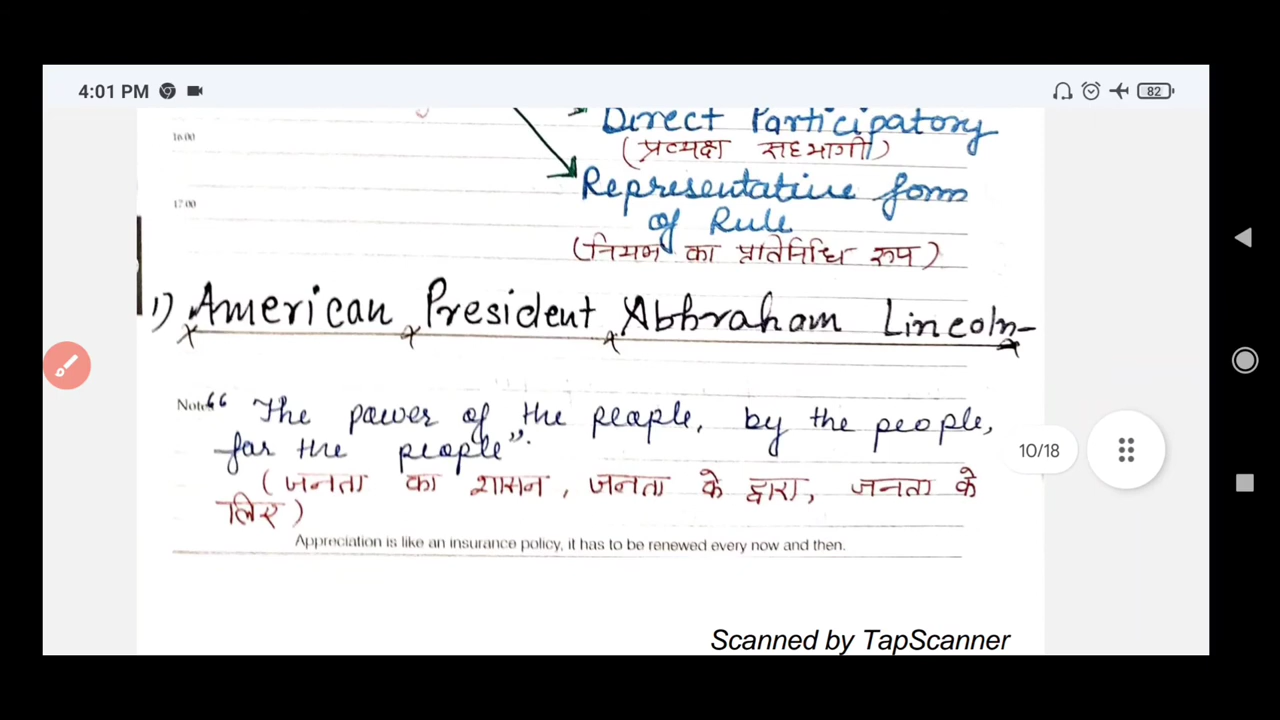 4:01 PM 82
16:00
Direct Participatory
(प्रत्यक्ष सहभागी)
17:00
Representative form
of Rule
(नियम का प्रतिनिधि रूप)
1) American President Abhraham Lincoln-
Notes
"The power of the people, by the people,
for the people".
(जनता का शासन, जनता के द्वारा, जनता के
लिए)
10/18
Appreciation is like an insurance policy, it has to be renewed every now and then.
Scanned by TapScanner